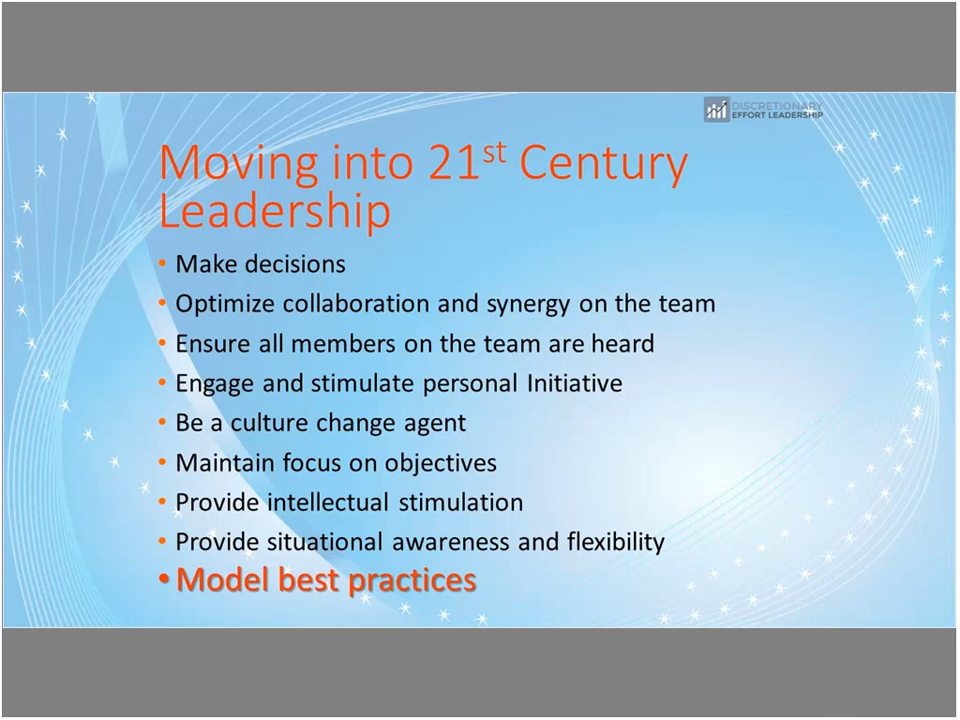 DISCRETIONARY
EFFORT LEADERSHIP
Moving into 21st Century
Leadership
• Make decisions
• Optimize collaboration and synergy on the team
• Ensure all members on the team are heard
• Engage and stimulate personal Initiative
• Be a culture change agent
• Maintain focus on objectives
• Provide intellectual stimulation
• Provide situational awareness and flexibility
• Model best practices